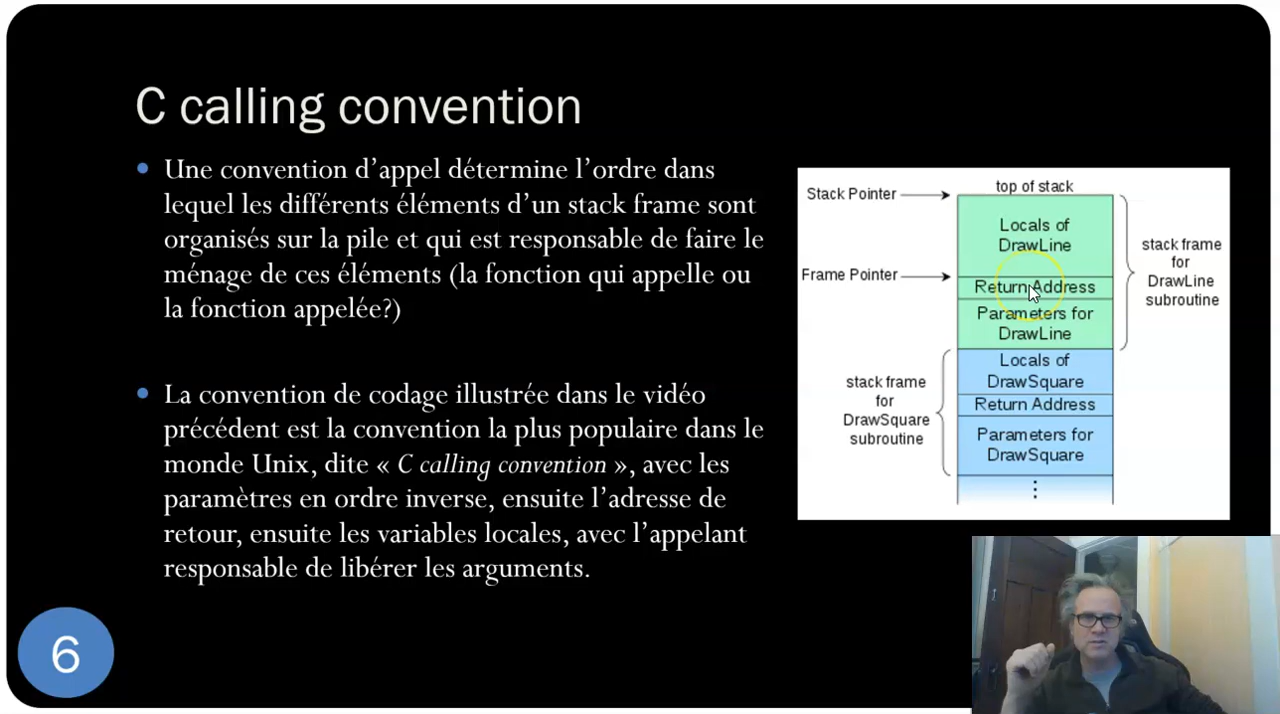 C calling convention
Une convention d’appel détermine l’ordre dans
lequel les différents éléments d’un stack frame sont
organisés sur la pile et qui est responsable de faire le
ménage de ces éléments (la fonction qui appelle ou
la fonction appelée?)
La convention de codage illustrée dans le vidéo
précédent est la convention la plus populaire dans le
monde Unix, dite « C calling convention », avec les
paramètres en ordre inverse, ensuite l’adresse de
retour, ensuite les variables locales, avec l’appelant
responsable de libérer les arguments.
top of stack
Stack Pointer
Locals of
DrawLine
Frame Pointer
Return Address
Parameters for
DrawLine
stack frame
for
DrawLine
subroutine
Locals of
DrawSquare
Return Address
Parameters for
DrawSquare
stack frame
for
DrawSquare
subroutine
⋮
6